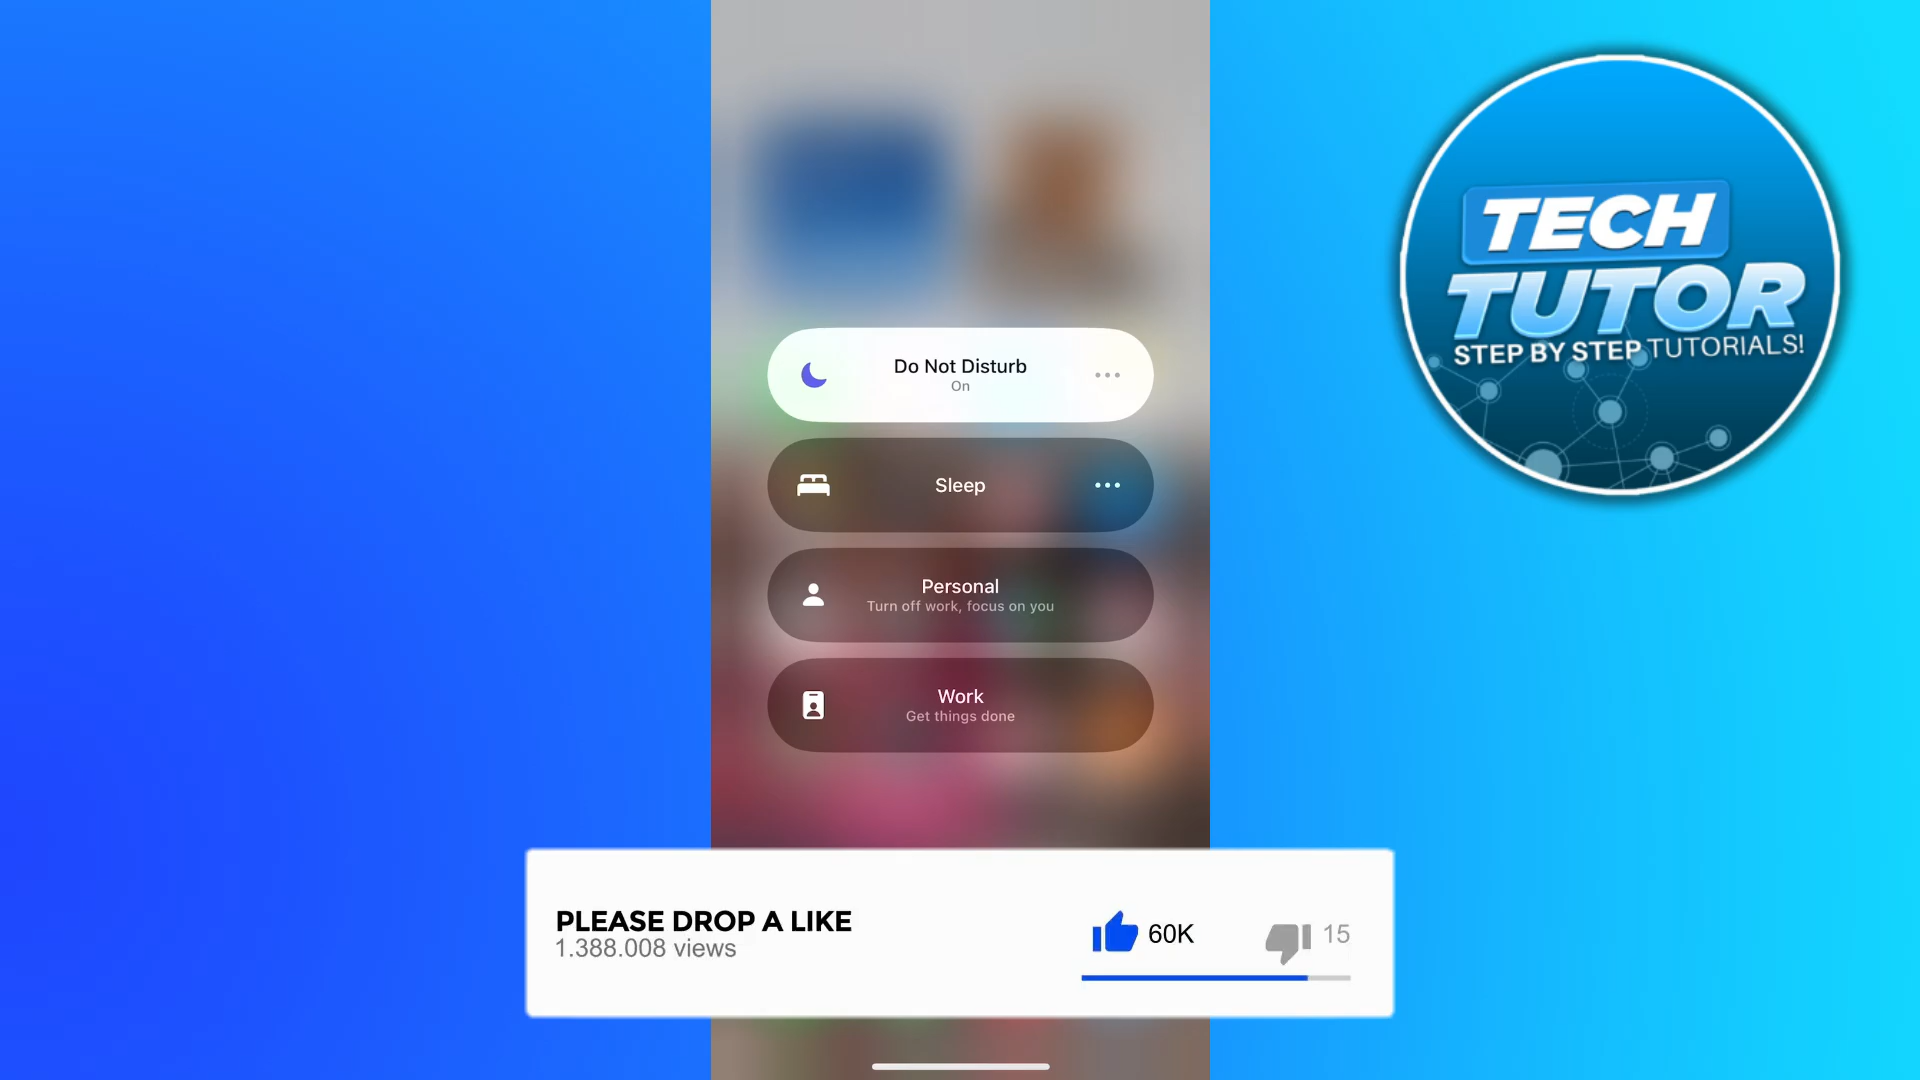 TECH
TUTOR
STEP BY STEP TUTORIALS!
Do Not Disturb
On
Sleep
Personal
Turn off work, focus on you
Work
Get things done
PLEASE DROP A LIKE
1.388.008 views
60K
15